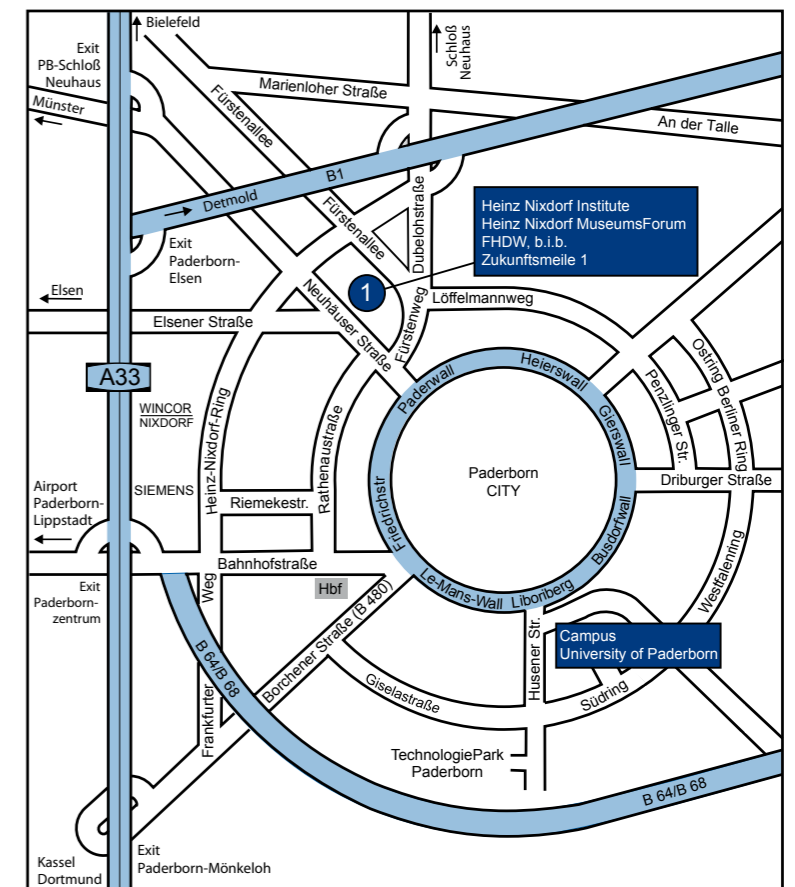 Bielefeld
Exit
PB-Schloß
Neuhaus
Münster
Schloß
Neuhaus
Marienloher Straße
Fürstenallee
An der Talle
B1
Detmold
Fürstenallee
Dubelohstraße
Heinz Nixdorf Institute
Heinz Nixdorf MuseumsForum
FHDW, b.i.b.
Zukunftsmeile 1
Exit
Paderborn-
Elsen
Elsen
1
Löffelmannweg
Elsener Straße
Neuhäuser Straße
Fürstenweg
A33
WINCOR
NIXDORF
Heinz-Nixdorf-Ring
Rathenaustraße
Paderwall
Heierswall
Gierswall
Penzlinger Str.
Ostring Berliner Ring
Paderborn
CITY
Driburger Straße
SIEMENS
Airport
Paderborn-
Lippstadt
Riemekestr.
Friedrichstr
Busdorfwall
Bahnhofstraße
Le-Mans-Wall
Liboriberg
Westfalenring
Exit
Paderborn-
zentrum
Hbf
Frankfurter Weg
Borchener Straße (B 480)
Husener Str.
Campus
University of Paderborn
B 64/B 68
Giselastraße
Südring
TechnologiePark
Paderborn
B 64/B 68
Exit
Paderborn-Mönkeloh
Kassel
Dortmund